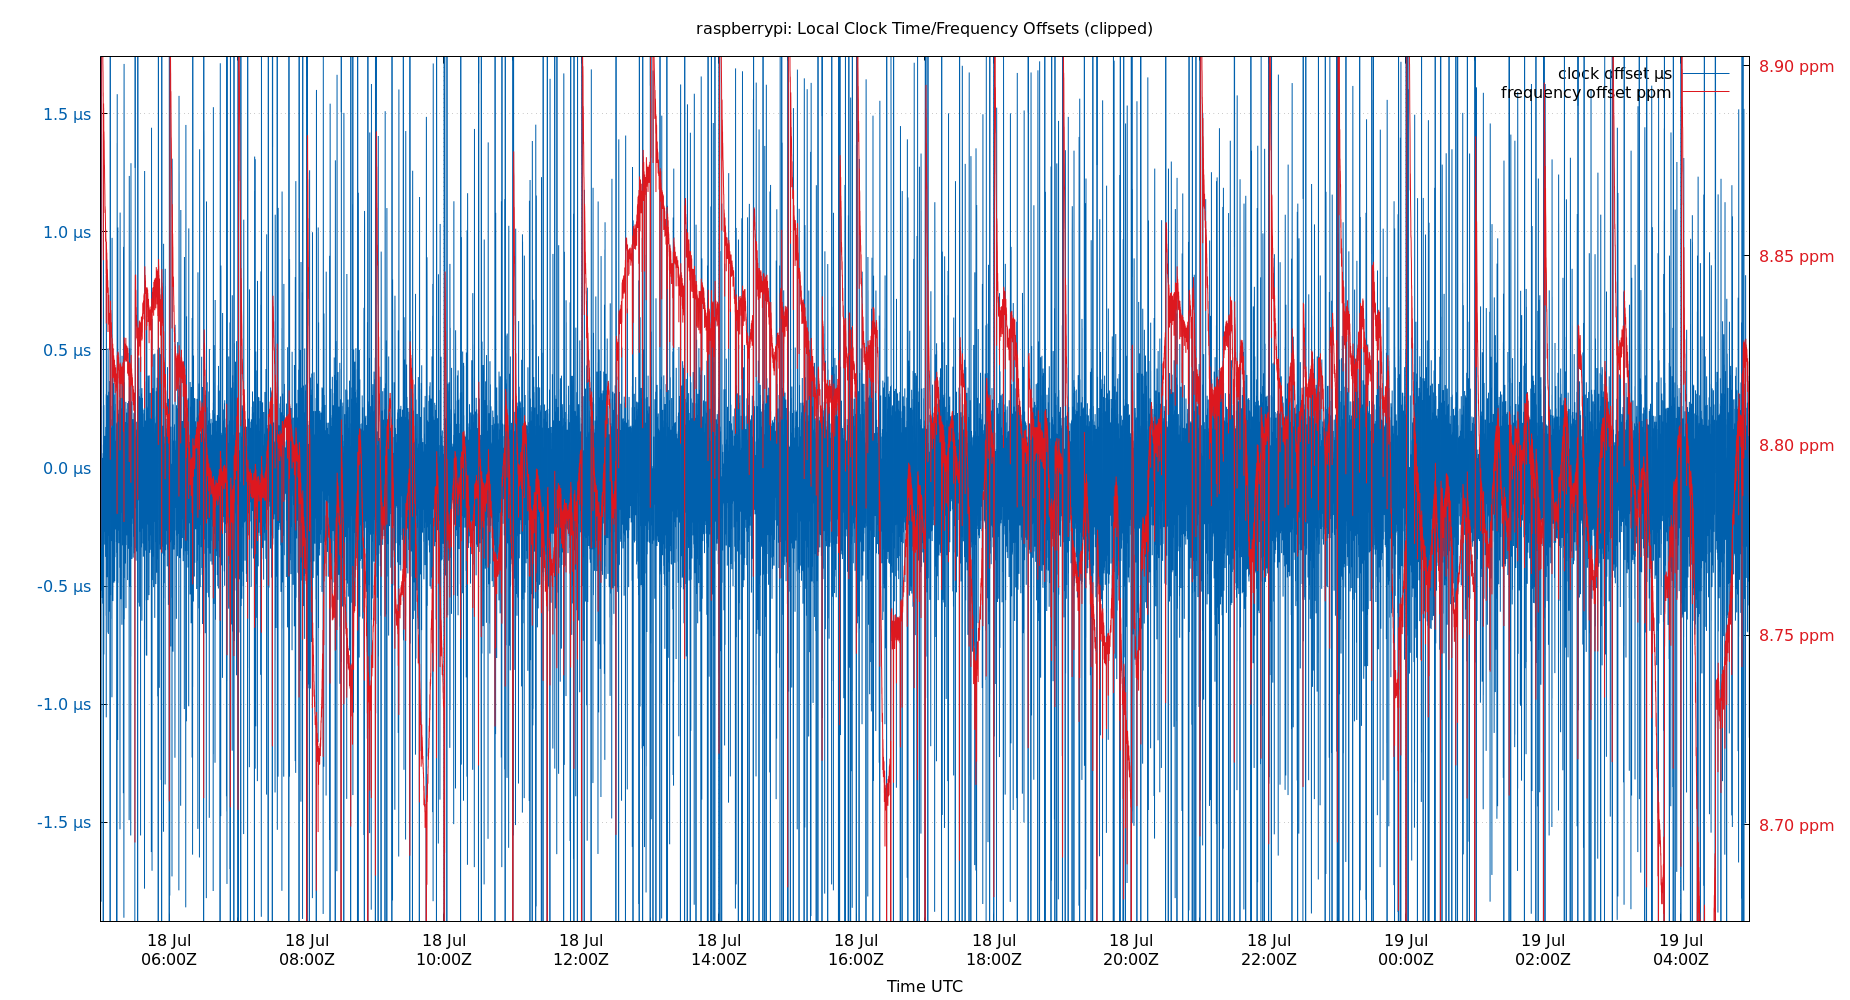 raspberrypi: Local Clock Time/Frequency Offsets (clipped)
clock offset µs
frequency offset ppm
1.5 µs
1.0 µs
0.5 µs
0.0 µs
-0.5 µs
-1.0 µs
-1.5 µs
8.90 ppm
8.85 ppm
8.80 ppm
8.75 ppm
8.70 ppm
18 Jul 18 Jul 18 Jul 18 Jul 18 Jul 18 Jul 18 Jul 18 Jul 18 Jul 19 Jul 19 Jul 19 Jul
06:00Z 08:00Z 10:00Z 12:00Z 14:00Z 16:00Z 18:00Z 20:00Z 22:00Z 00:00Z 02:00Z 04:00Z
Time UTC